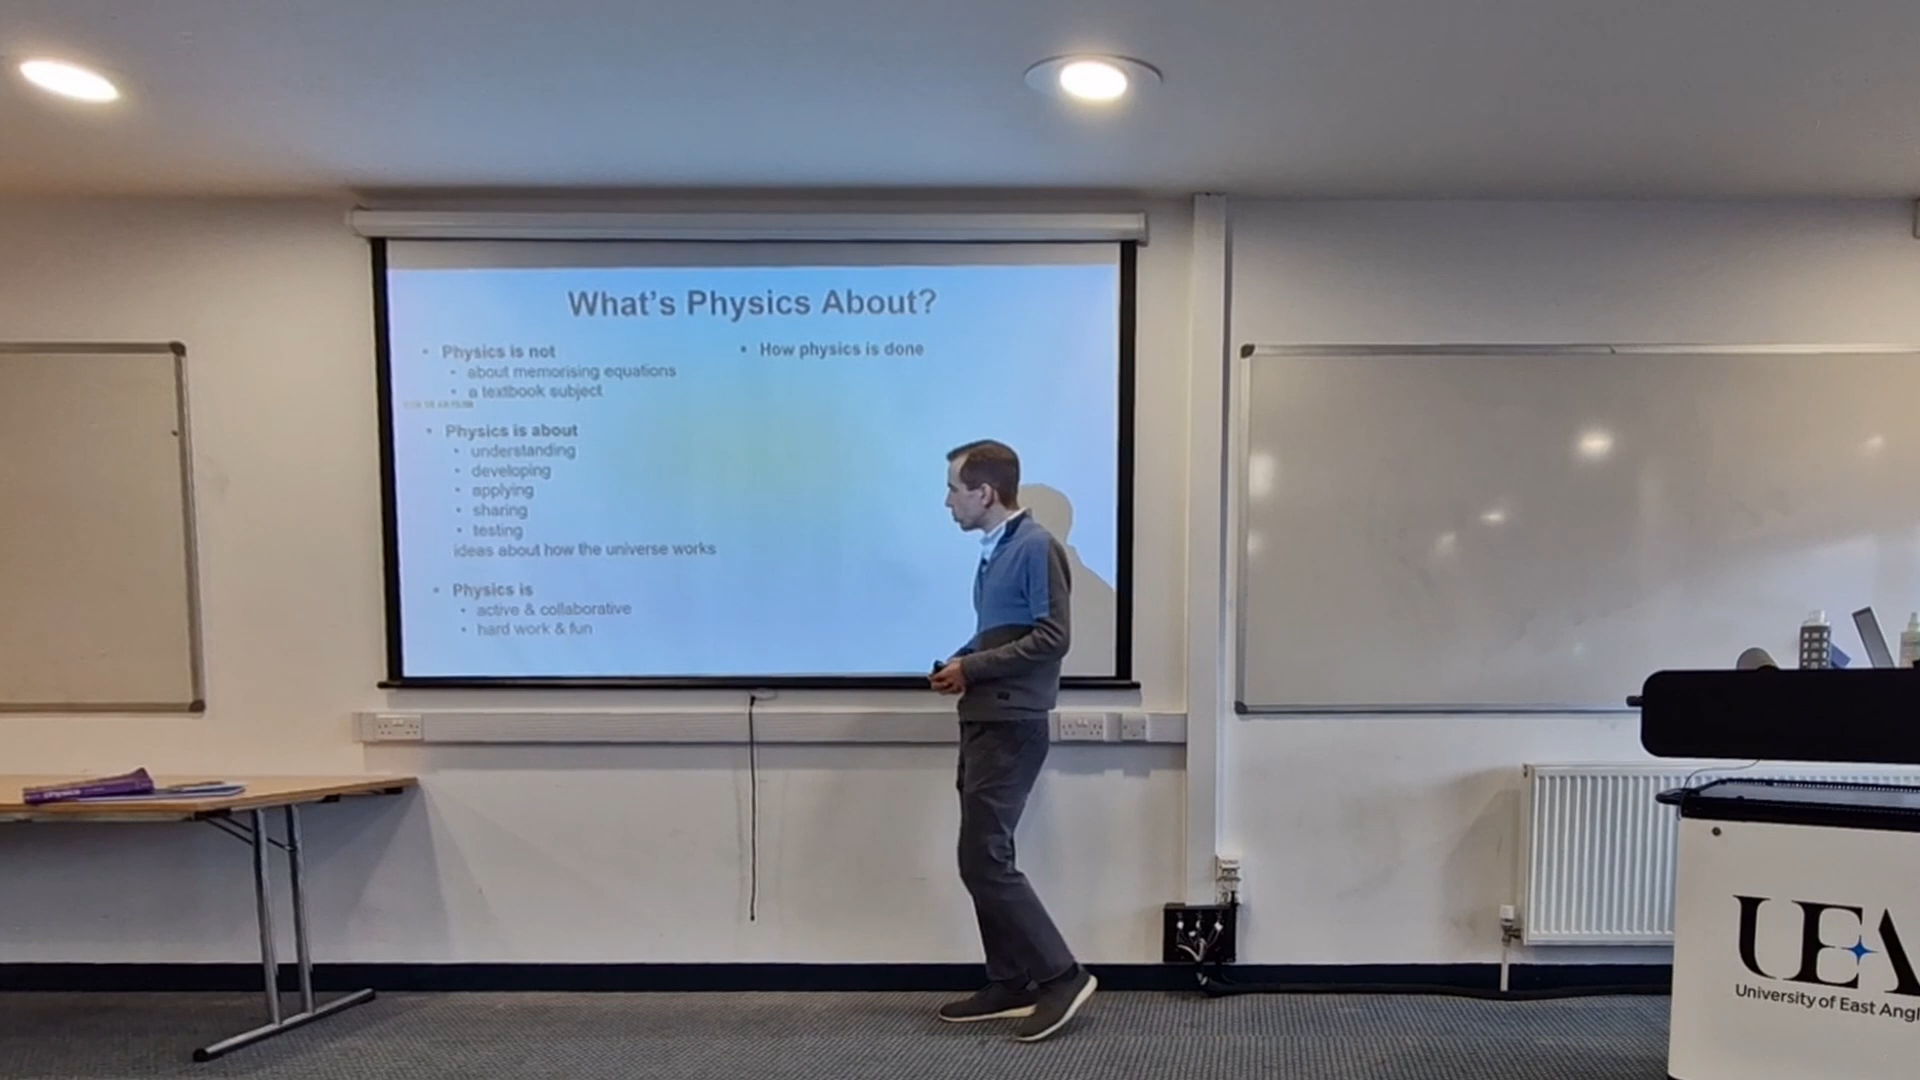 What's Physics About?
• Physics is not
• about memorising equations
• a textbook subject
• Physics is about
• understanding
• developing
• applying
• sharing
• testing
ideas about how the universe works
• Physics is
• active & collaborative
• hard work & fun
• How physics is done
physics
UEA
University of East Angl